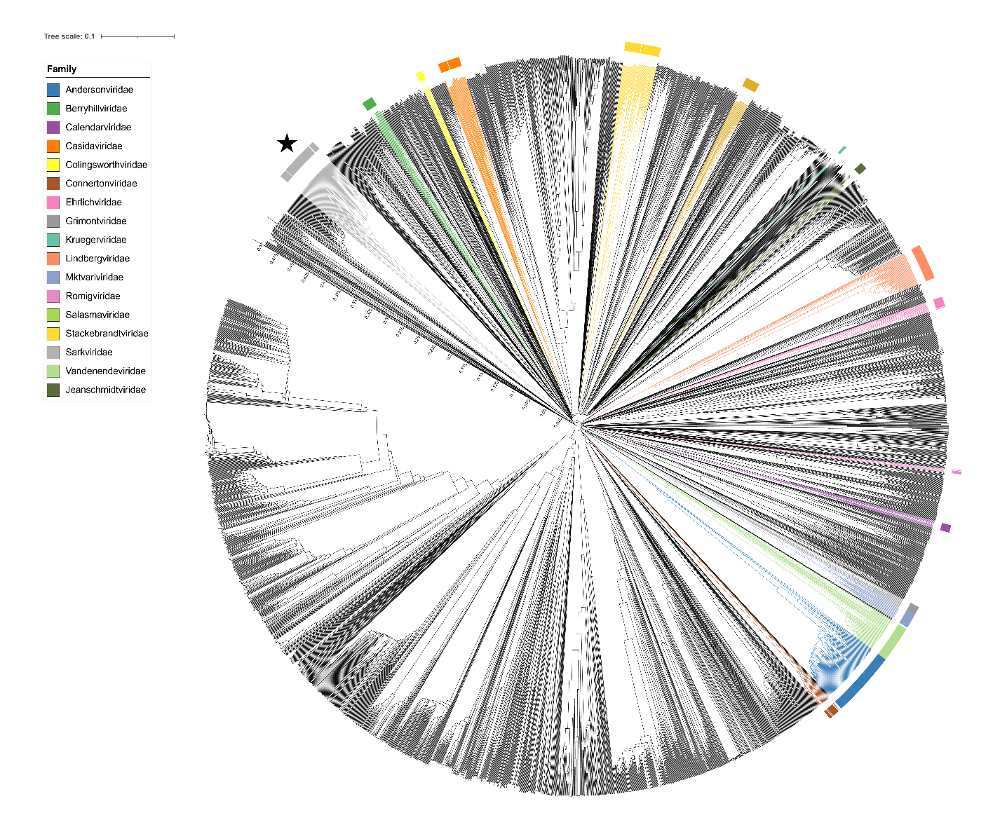 Tree scale: 0.1
Family
Andersonviridae
Berryhillviridae
Calendarviridae
Casidaviridae
Colingsworthviridae
Connertonviridae
Ehrlichviridae
Grimontviridae
Kruegerviridae
Lindbergviridae
Mktvariviridae
Romigviridae
Salasmaviridae
Stackebrandtviridae
Sarkviridae
Vandenendeviridae
Jeanschmidtviridae